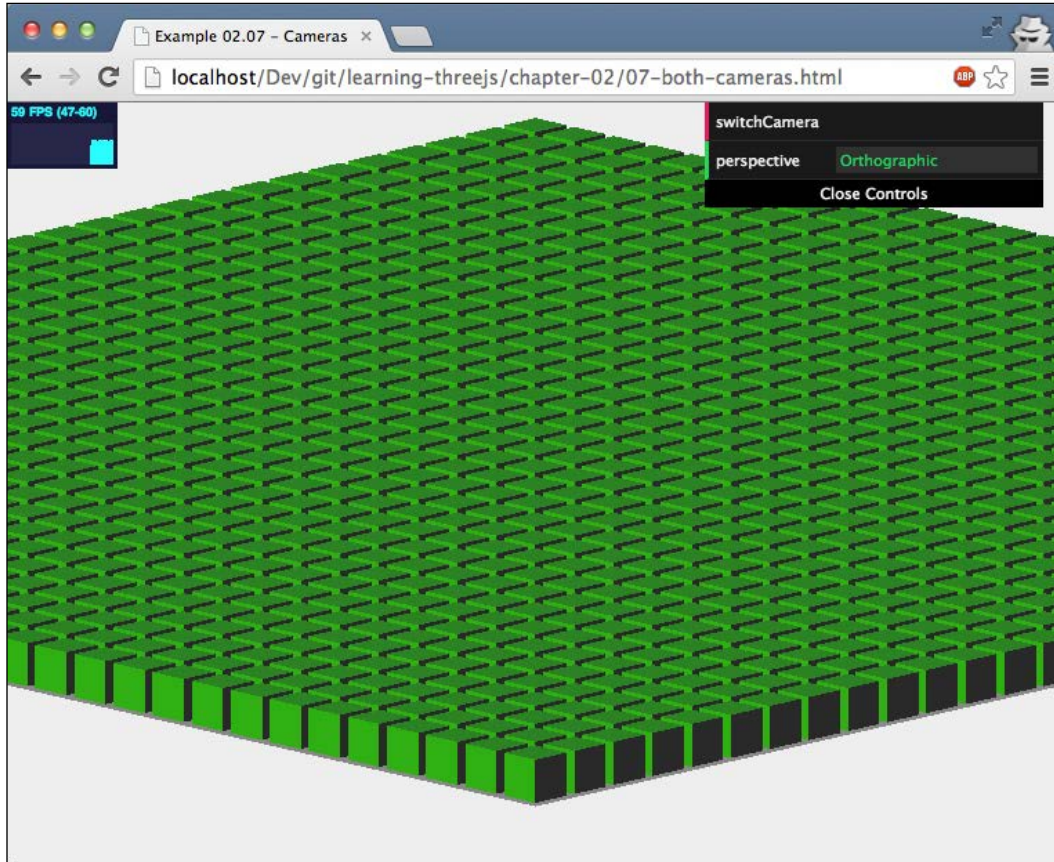 Example 02.07 - Cameras
localhost/Dev/git/learning-threejs/chapter-02/07-both-cameras.html
ABP
59 FPS (47-60)
switchCamera
perspective Orthographic
Close Controls